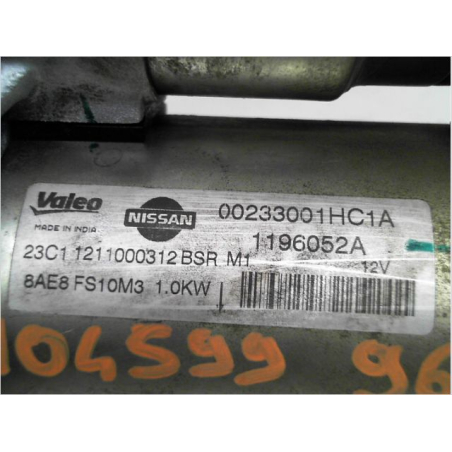 Valeo NISSAN 00233001HC1A
MADE IN INDIA 1196052A
23C1 1211000312 BSR M1 12V
8AE8 FS10M3 1.0KW
104599 96